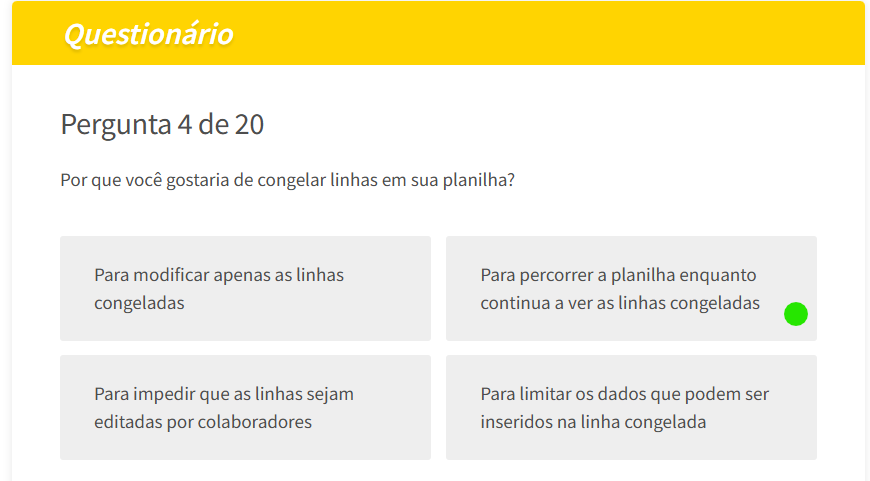 Questionário
Pergunta 4 de 20
Por que você gostaria de congelar linhas em sua planilha?
Para modificar apenas as linhas
congeladas
Para percorrer a planilha enquanto
continua a ver as linhas congeladas
Para impedir que as linhas sejam
editadas por colaboradores
Para limitar os dados que podem ser
inseridos na linha congelada